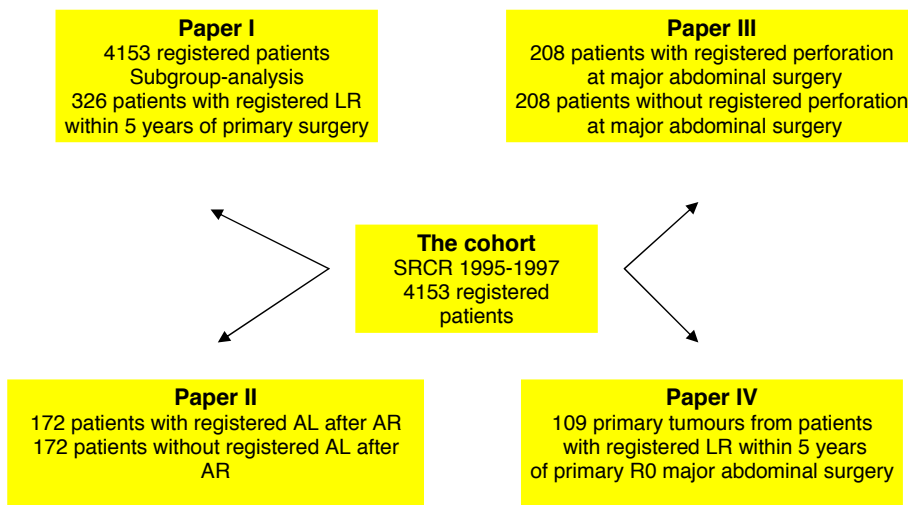 Paper I
4153 registered patients
Subgroup-analysis
326 patients with registered LR
within 5 years of primary surgery
Paper III
208 patients with registered perforation
at major abdominal surgery
208 patients without registered perforation
at major abdominal surgery
The cohort
SRCR 1995-1997
4153 registered
patients
Paper II
172 patients with registered AL after AR
172 patients without registered AL after
AR
Paper IV
109 primary tumours from patients
with registered LR within 5 years
of primary R0 major abdominal surgery